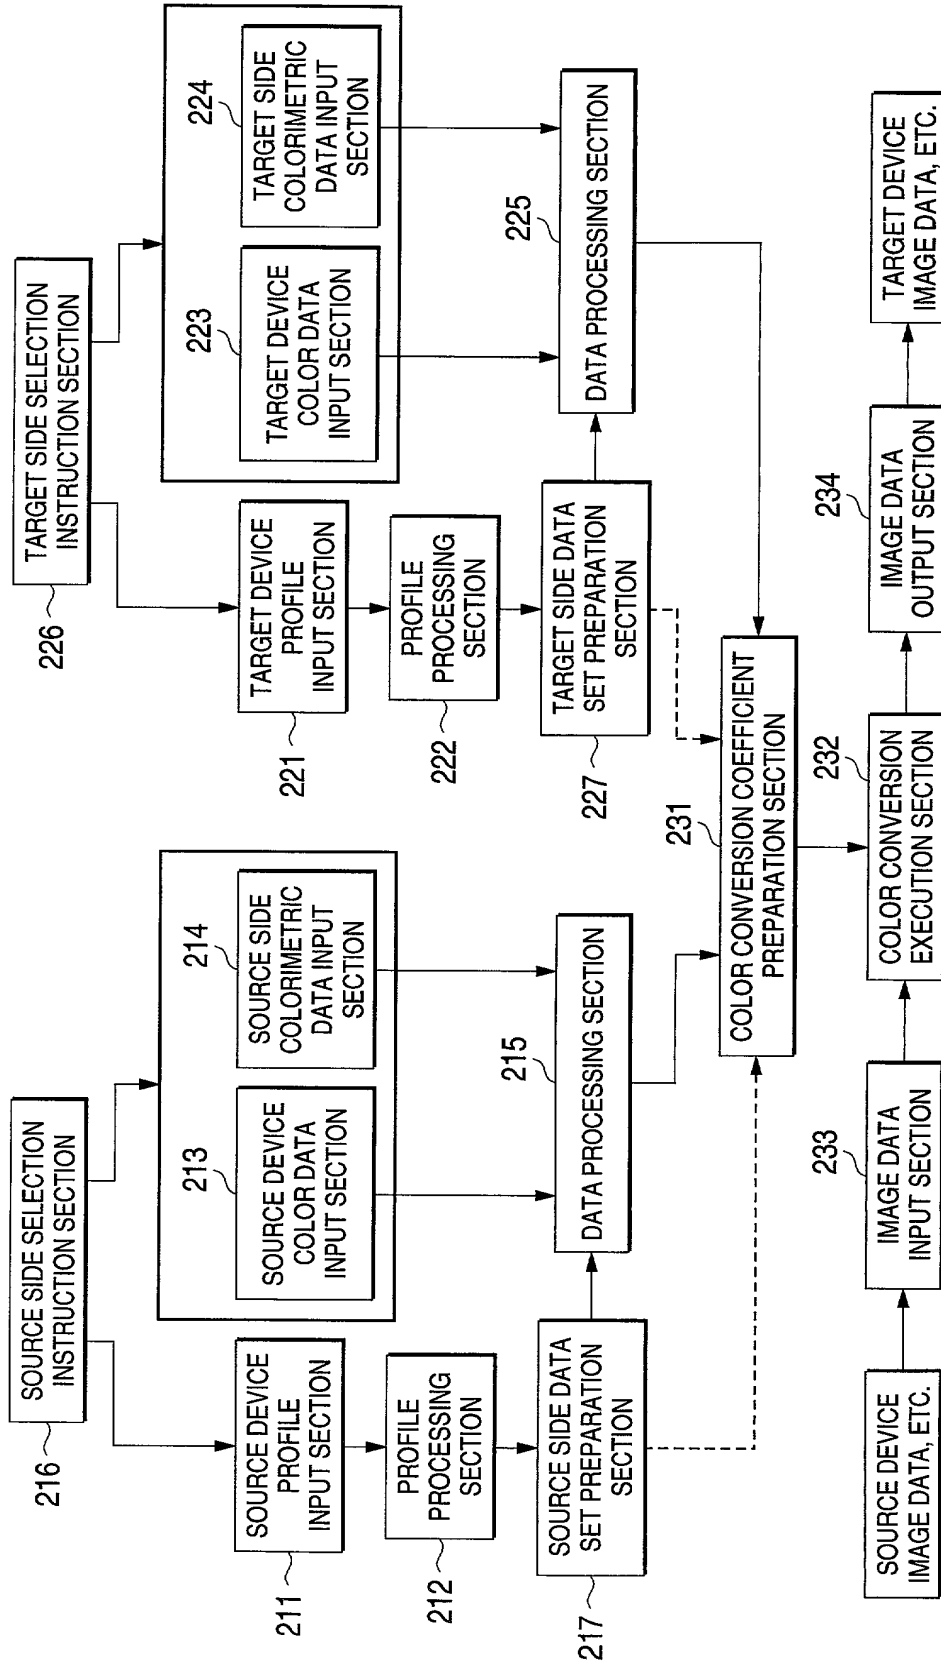 SOURCE SIDE SELECTION
INSTRUCTION SECTION
216
SOURCE DEVICE
PROFILE
INPUT SECTION
211
213
SOURCE DEVICE
COLOR DATA
INPUT SECTION
214
SOURCE SIDE
COLORIMETRIC
DATA INPUT
SECTION
PROFILE
PROCESSING
SECTION
212
SOURCE SIDE DATA
SET PREPARATION
SECTION
217
215
DATA PROCESSING SECTION
TARGET SIDE SELECTION
INSTRUCTION SECTION
226
TARGET DEVICE
PROFILE
INPUT SECTION
221
223
TARGET DEVICE
COLOR DATA
INPUT SECTION
224
TARGET SIDE
COLORIMETRIC
DATA INPUT
SECTION
PROFILE
PROCESSING
SECTION
222
TARGET SIDE DATA
SET PREPARATION
SECTION
227
225
DATA PROCESSING SECTION
231
COLOR CONVERSION COEFFICIENT
PREPARATION SECTION
SOURCE DEVICE
IMAGE DATA, ETC.
233
IMAGE DATA
INPUT SECTION
232
COLOR CONVERSION
EXECUTION SECTION
234
IMAGE DATA
OUTPUT SECTION
TARGET DEVICE
IMAGE DATA, ETC.